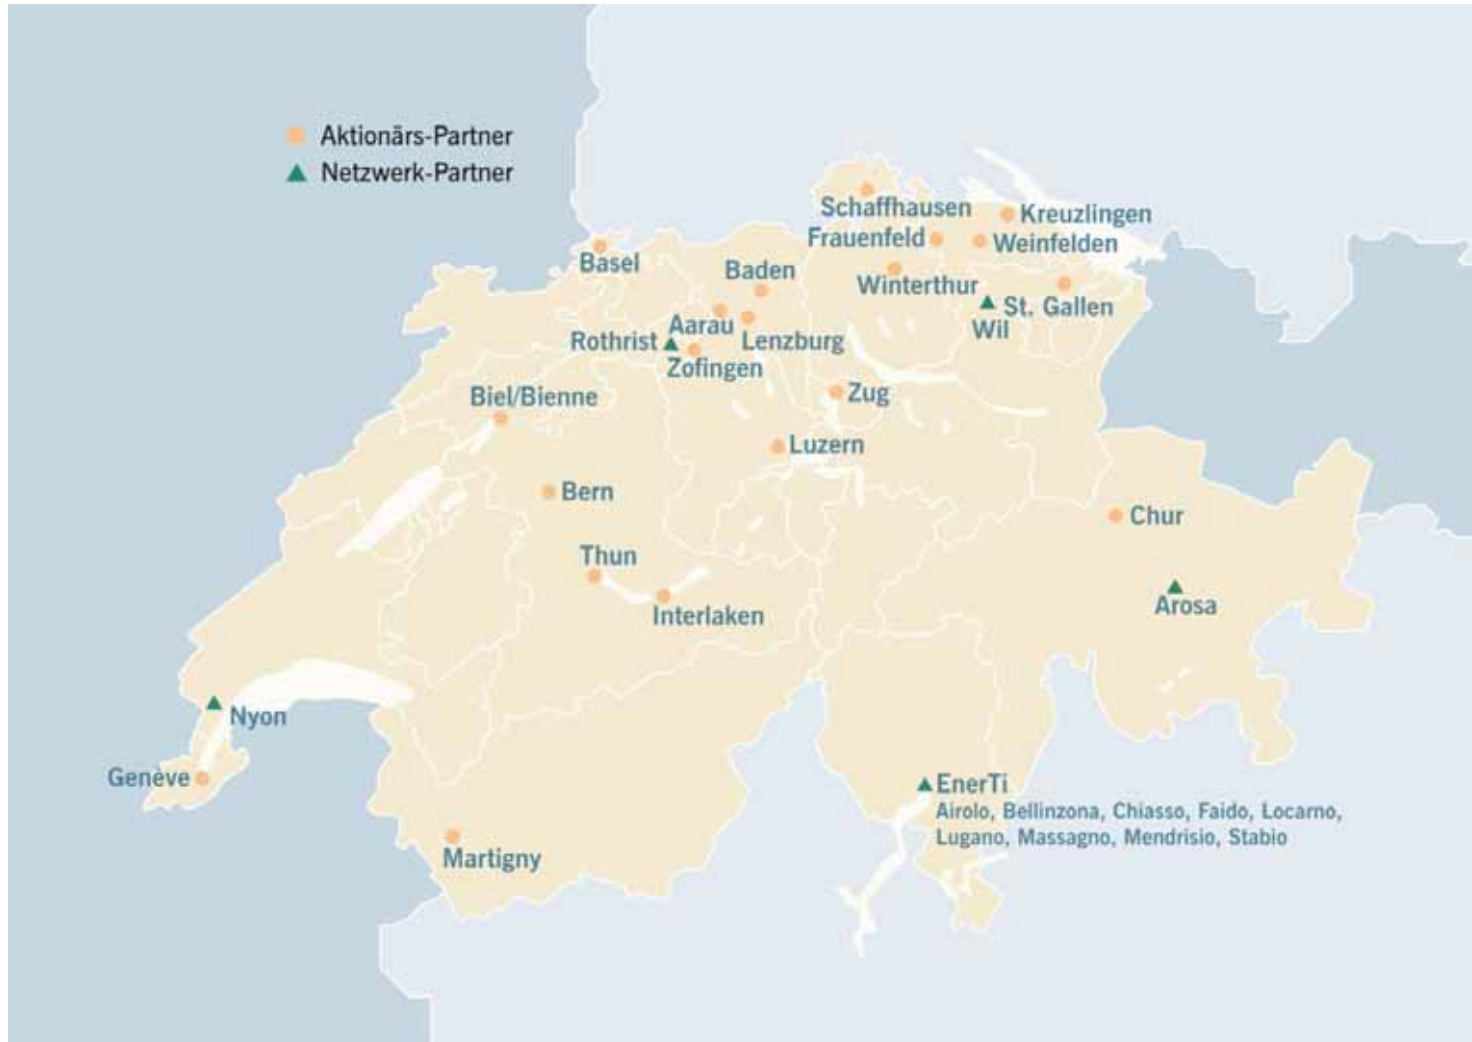 Aktionärs-Partner
Netzwerk-Partner
Schaffhausen
Kreuzlingen
Frauenfeld
Weinfelden
Basel
Baden
Winterthur
St. Gallen
Wil
Aarau
Rothrist
Lenzburg
Zofingen
Biel/Bienne
Zug
Luzern
Bern
Chur
Thun
Arosa
Interlaken
Nyon
Genève
EnerTi
Airolo, Bellinzona, Chiasso, Faido, Locarno,
Lugano, Massagno, Mendrisio, Stabio
Martigny